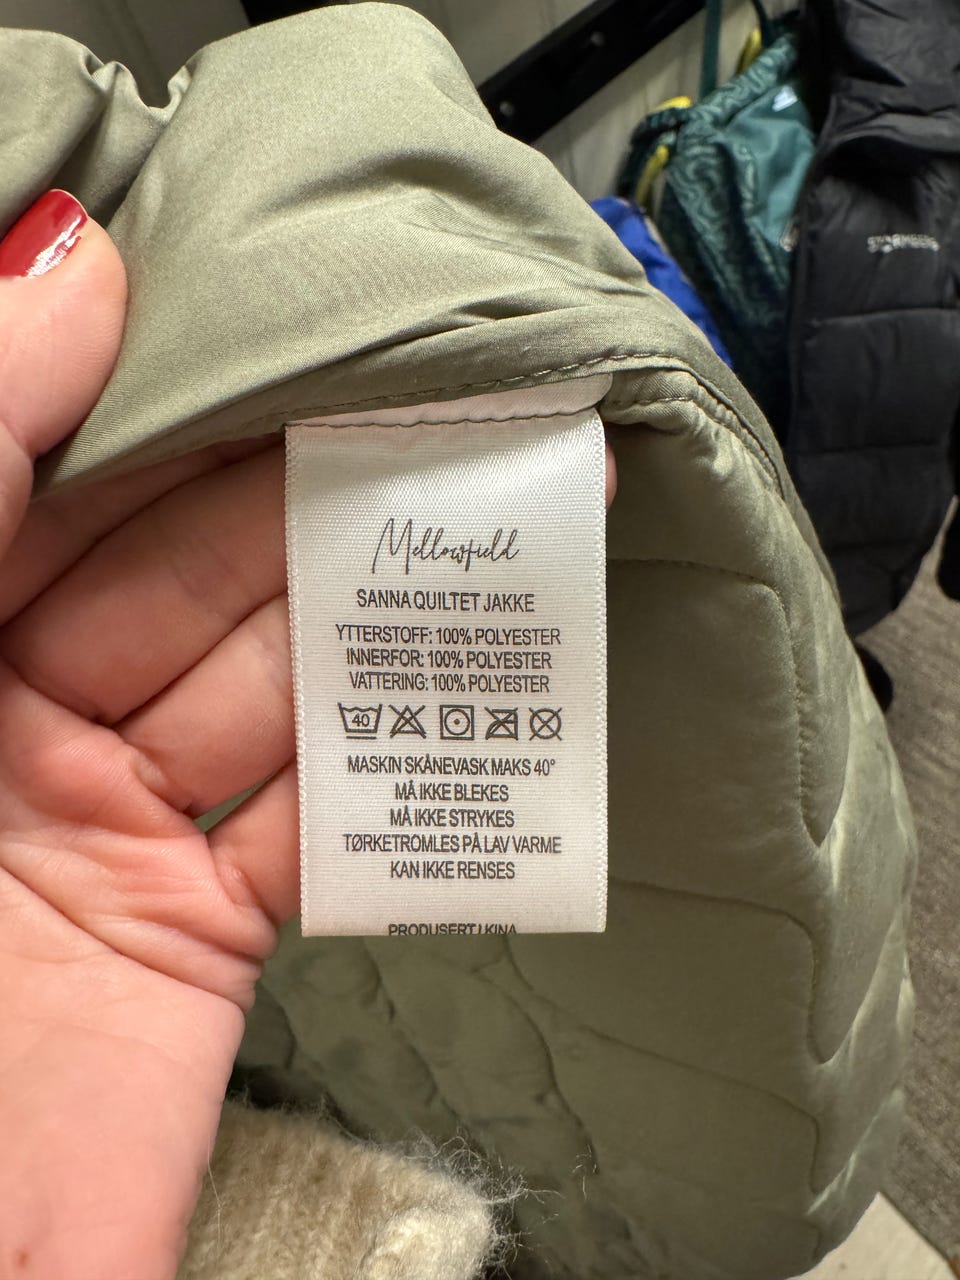 Mellowfield
SANNA QUILTET JAKKE
YTTERSTOFF: 100% POLYESTER
INNERFOR: 100% POLYESTER
VATTERING: 100% POLYESTER
40
MASKIN SKÅNEVASK MAKS 40°
MÅ IKKE BLEKES
MÅ IKKE STRYKES
TØRKETROMLES PÅ LAV VARME
KAN IKKE RENSES
PRODUSERT I KINA